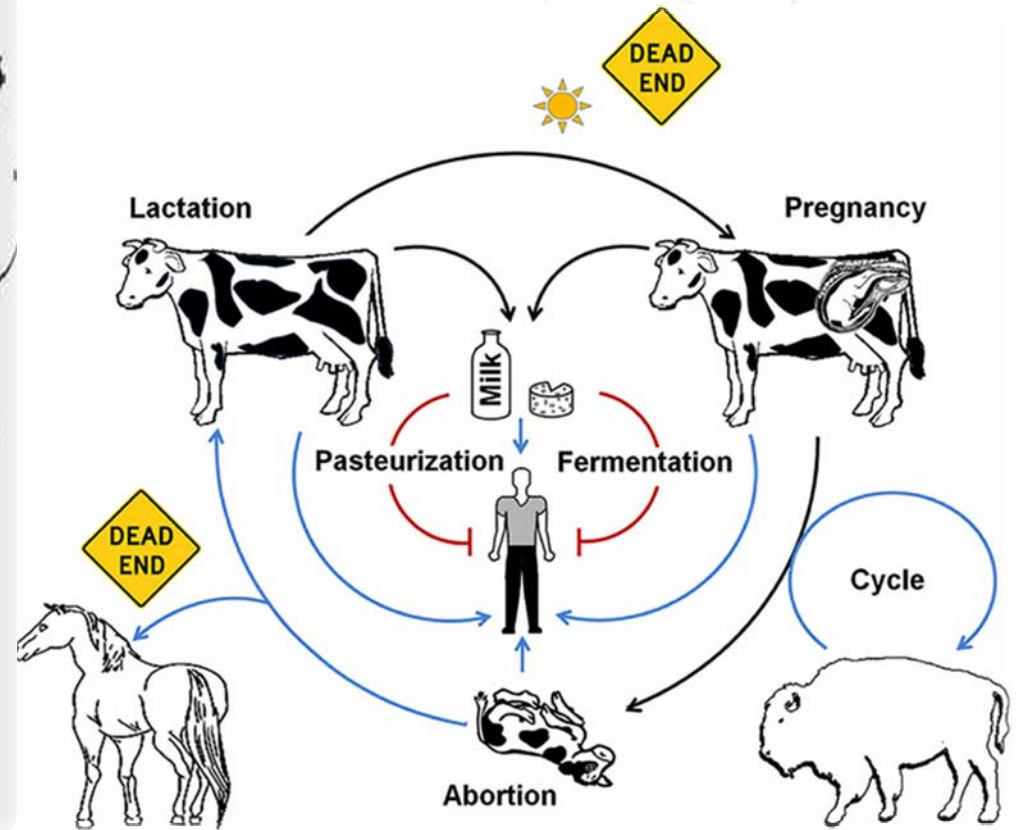 DEAD
END
Lactation
Pregnancy
Milk
Pasteurization
Fermentation
DEAD
END
Cycle
Abortion